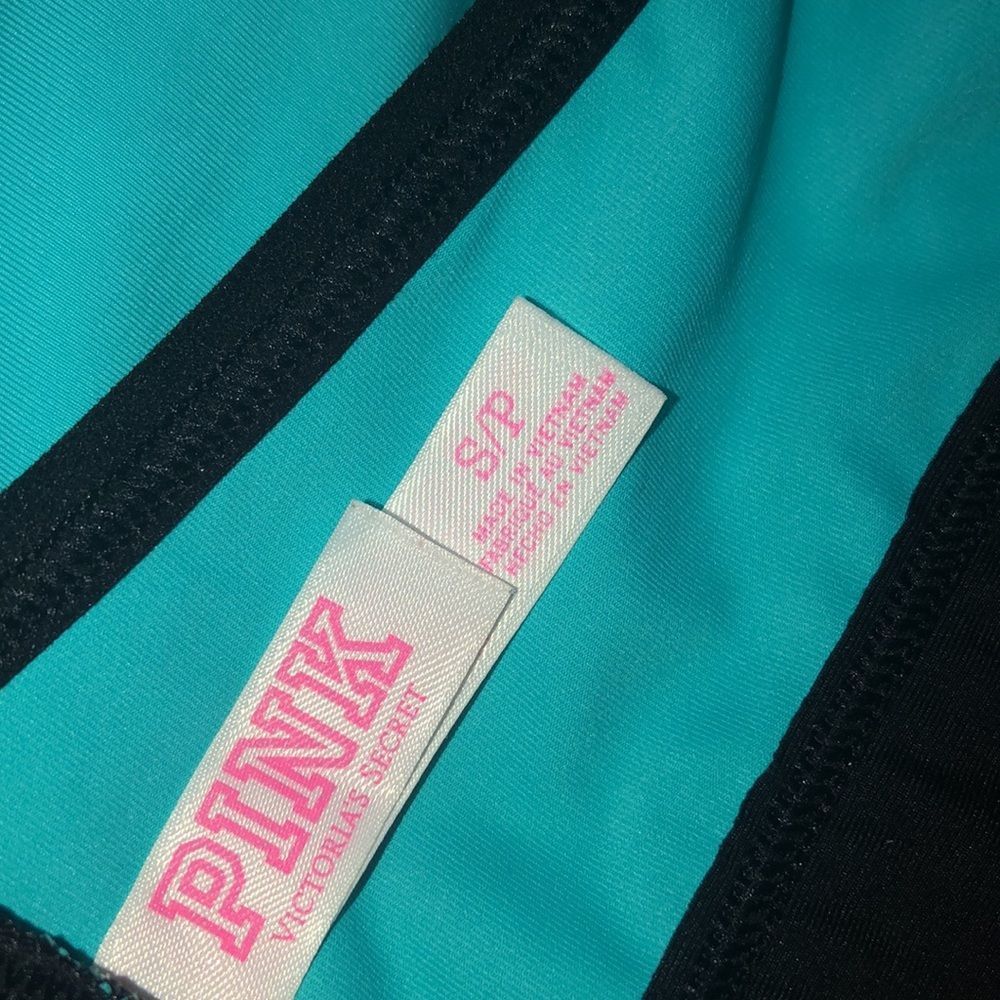 S/P
MADE IN VIETNAM
FABRIQUÉ AU VIETNAM
HECHO EN VIETNAM
PINK
VICTORIA'S SECRET